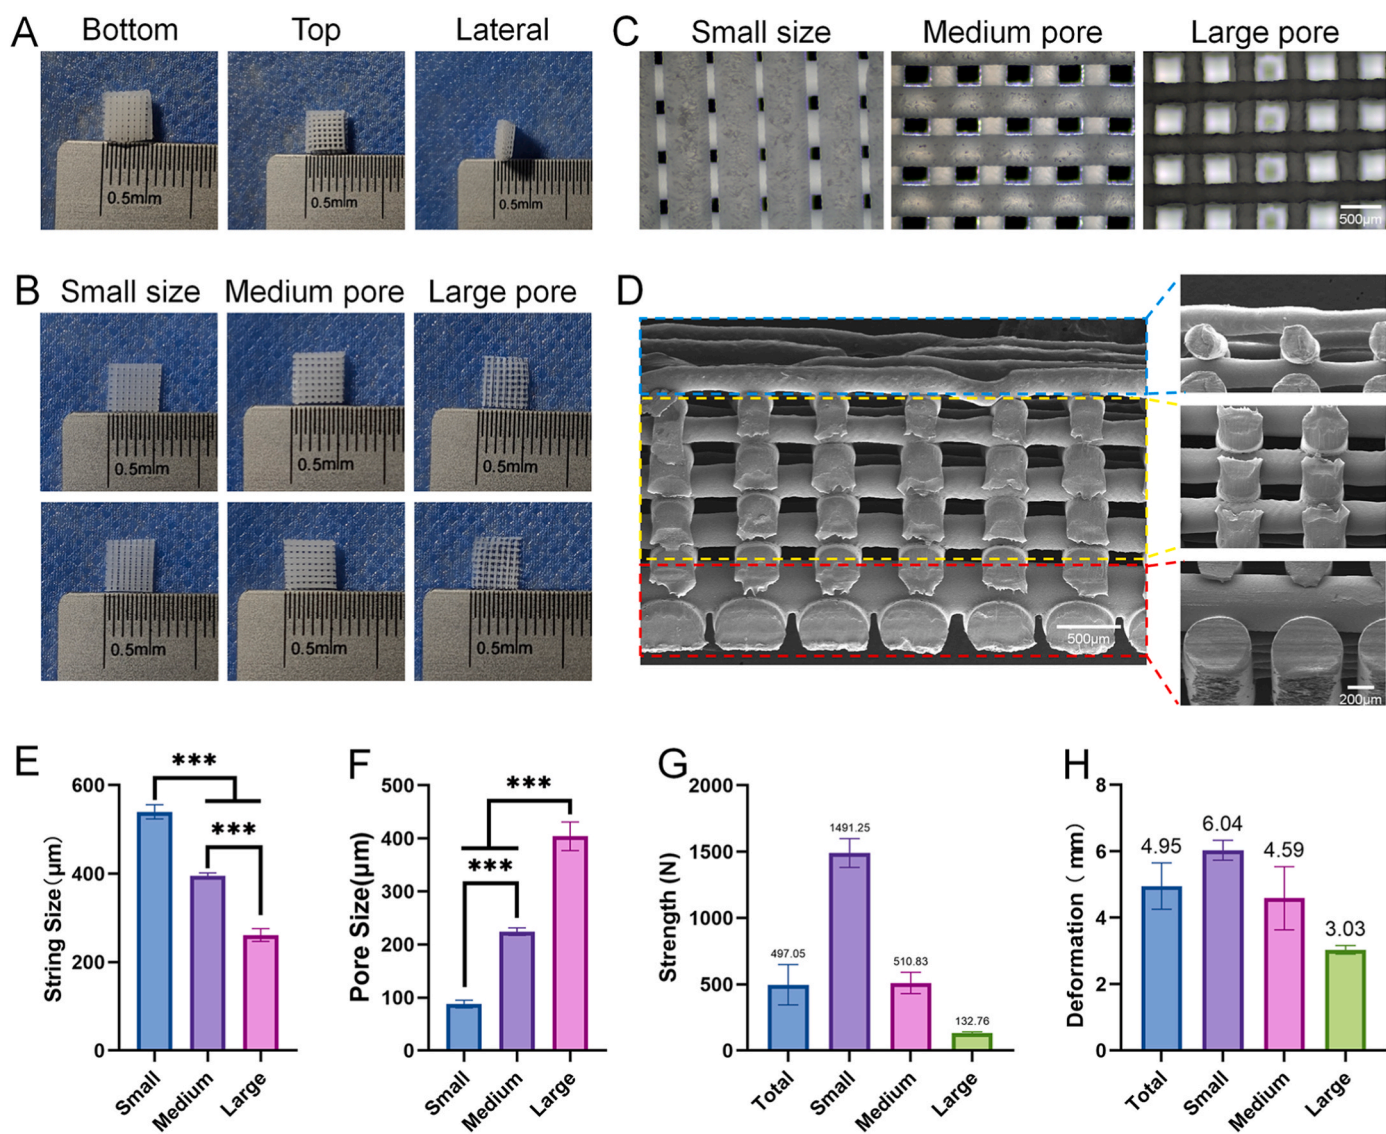 A
Bottom
Top
Lateral
0.5mm
0.5mm
0.5mm
B
Small size
Medium pore
Large pore
0.5mm
0.5mm
0.5mm
0.5mm
0.5mm
0.5mm
C
Small size
Medium pore
Large pore
500μm
D
500μm
200μm
E
String Size (μm)
600
400
200
0
***
***
Small
Medium
Large
F
Pore Size(μm)
500
400
300
200
100
0
***
***
Small
Medium
Large
G
Strength (N)
2000
1500
1000
500
0
497.05
1491.25
510.83
132.76
Total
Small
Medium
Large
H
Deformation ( mm)
8
6
4
2
0
4.95
6.04
4.59
3.03
Total
Small
Medium
Large